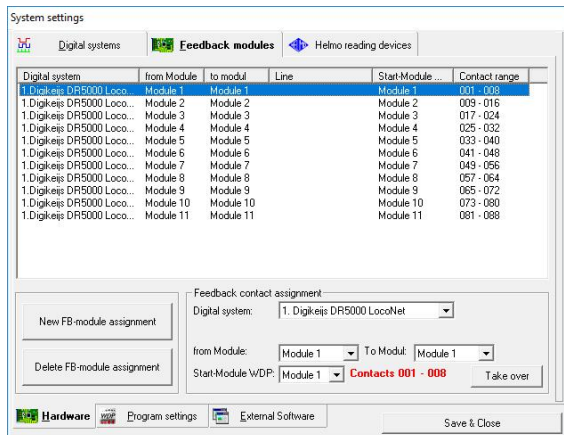 System settings
Digital systems Feedback modules Helmo reading devices
Digital system from Module to modul Line Start-Module ... Contact range
1.Digikeijs DR5000 Loco... Module 1 Module 1 Module 1 001 - 008
1.Digikeijs DR5000 Loco... Module 2 Module 2 Module 2 009 - 016
1.Digikeijs DR5000 Loco... Module 3 Module 3 Module 3 017 - 024
1.Digikeijs DR5000 Loco... Module 4 Module 4 Module 4 025 - 032
1.Digikeijs DR5000 Loco... Module 5 Module 5 Module 5 033 - 040
1.Digikeijs DR5000 Loco... Module 6 Module 6 Module 6 041 - 048
1.Digikeijs DR5000 Loco... Module 7 Module 7 Module 7 049 - 056
1.Digikeijs DR5000 Loco... Module 8 Module 8 Module 8 057 - 064
1.Digikeijs DR5000 Loco... Module 9 Module 9 Module 9 065 - 072
1.Digikeijs DR5000 Loco... Module 10 Module 10 Module 10 073 - 080
1.Digikeijs DR5000 Loco... Module 11 Module 11 Module 11 081 - 088
New FB-module assignment
Delete FB-module assignment
Feedback contact assignment
Digital system: 1. Digikeijs DR5000 LocoNet
from Module: Module 1 To Modul: Module 1
Start-Module WDP: Module 1 Contacts 001 - 008 Take over
Hardware Program settings External Software
Save & Close